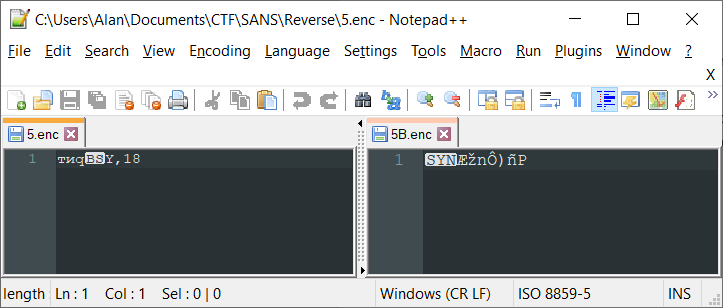 C:\Users\Alan\Documents\CTF\SANS\Reverse\5.enc - Notepad++
File Edit Search View Encoding Language Settings Tools Macro Run Plugins Window ?
X
5.enc
5B.enc
1 тиqBSY,18
1 SYNÆžnÔ)ñP
length Ln : 1 Col : 1 Sel : 0 | 0 Windows (CR LF) ISO 8859-5 INS